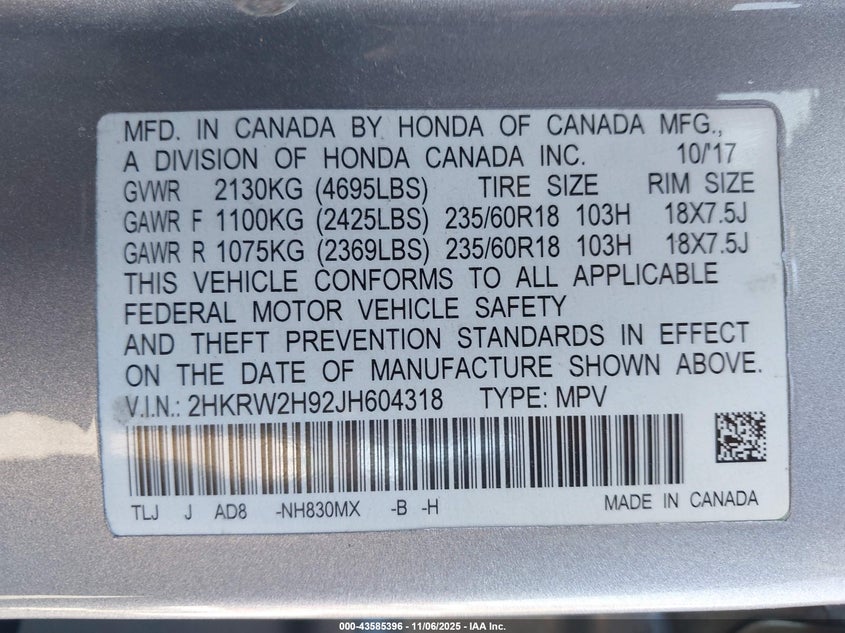 MFD. IN CANADA BY HONDA OF CANADA MFG.,
A DIVISION OF HONDA CANADA INC. 10/'17
GVWR 2130KG (4695LBS) TIRE SIZE RIM SIZE
GAWR F 1100KG (2425LBS) 235/60R18 103H 18X7.5J
GAWR R 1075KG (2369LBS) 235/60R18 103H 18X7.5J
THIS VEHICLE CONFORMS TO ALL APPLICABLE
FEDERAL MOTOR VEHICLE SAFETY
AND THEFT PREVENTION STANDARDS IN EFFECT
ON THE DATE OF MANUFACTURE SHOWN ABOVE.
V.I.N.: 2HKRW2H92JH604318 TYPE: MPV
TLJ J AD8 -NH830MX -B -H MADE IN CANADA
000-43585396 - 11/06/2025 - IAA Inc.